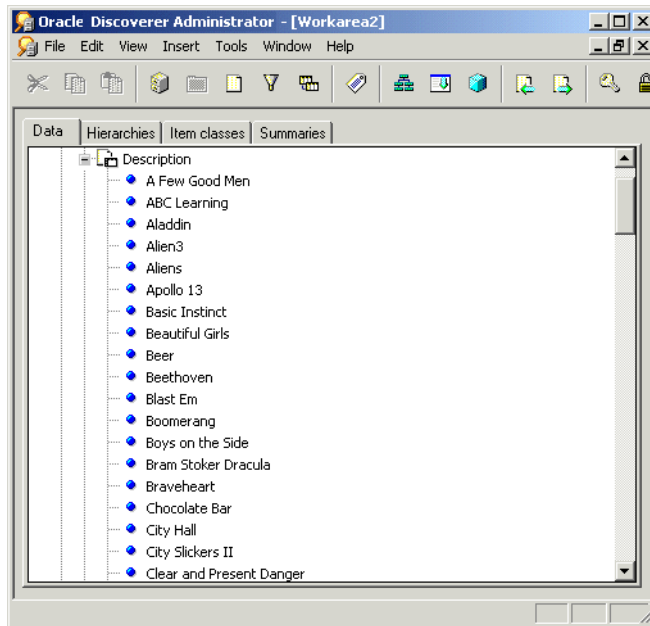 Oracle Discoverer Administrator - [Workarea2]
File Edit View Insert Tools Window Help
Data Hierarchies Item classes Summaries
Description
A Few Good Men
ABC Learning
Aladdin
Alien3
Aliens
Apollo 13
Basic Instinct
Beautiful Girls
Beer
Beethoven
Blast Em
Boomerang
Boys on the Side
Bram Stoker Dracula
Braveheart
Chocolate Bar
City Hall
City Slickers II
Clear and Present Danger